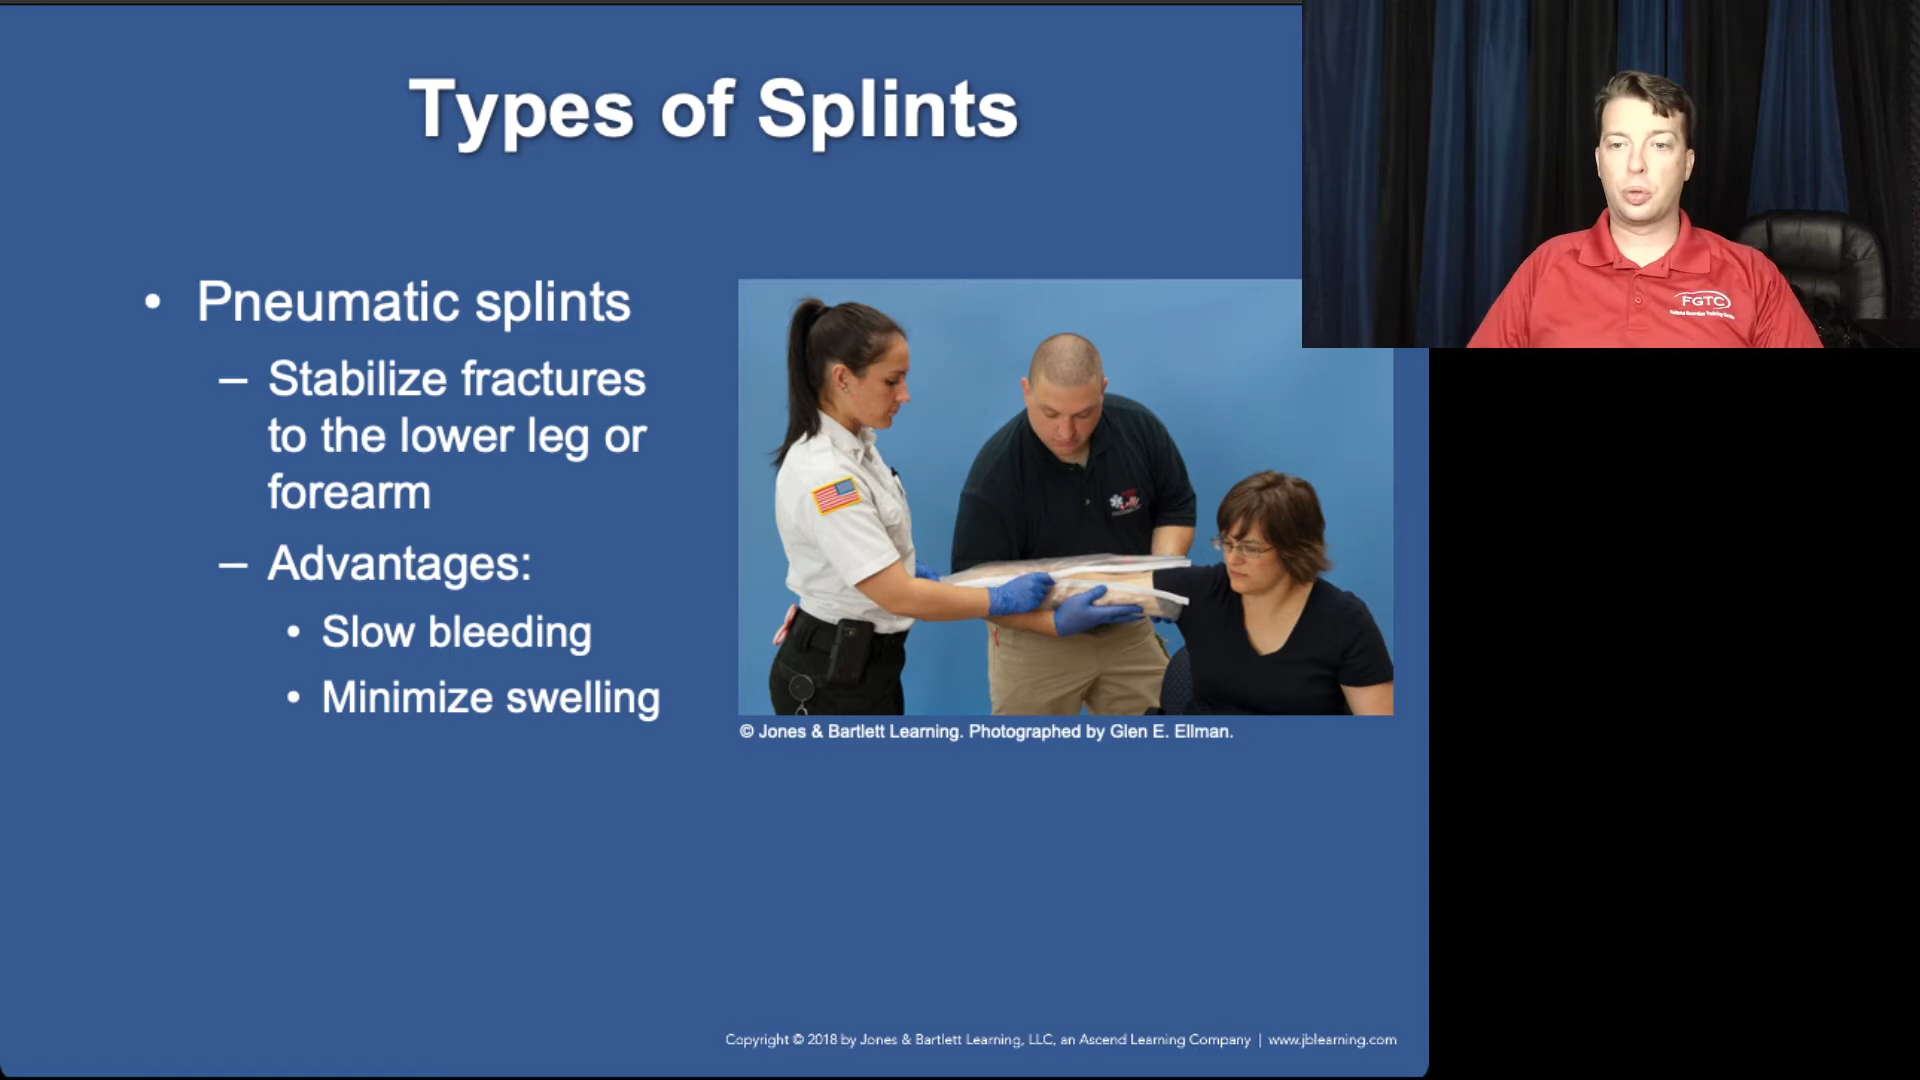 Types of Splints
• Pneumatic splints
– Stabilize fractures
to the lower leg or
forearm
– Advantages:
• Slow bleeding
• Minimize swelling
© Jones & Bartlett Learning. Photographed by Glen E. Ellman.
Copyright © 2018 by Jones & Bartlett Learning, LLC, an Ascend Learning Company | www.jblearning.com
FGTC